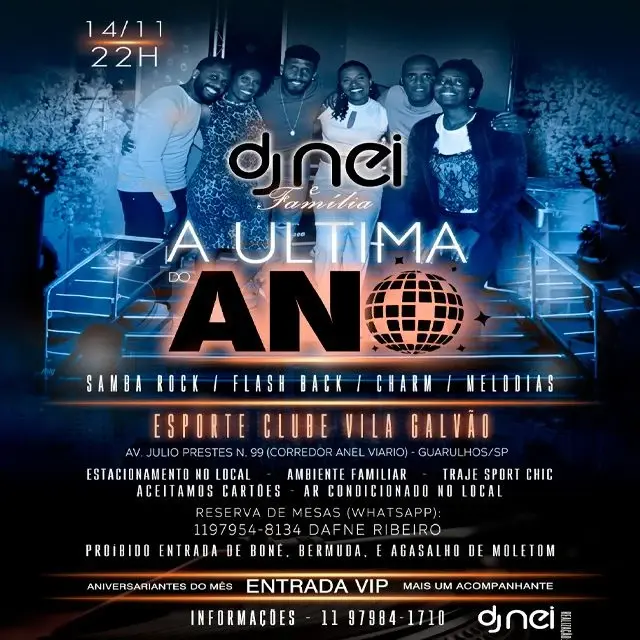 14/11
22H
dj nei
e
Família
A ULTIMA
DO
ANO
SAMBA ROCK / FLASH BACK / CHARM / MELODIAS
ESPORTE CLUBE VILA GALVÃO
AV. JULIO PRESTES N. 99 (CORREDOR ANEL VIARIO) - GUARULHOS/SP
ESTACIONAMENTO NO LOCAL - AMBIENTE FAMILIAR - TRAJE SPORT CHIC
ACEITAMOS CARTÕES - AR CONDICIONADO NO LOCAL
RESERVA DE MESAS (WHATSAPP):
1197954-8134 DAFNE RIBEIRO
PROIBIDO ENTRADA DE BONÉ, BERMUDA, E AGASALHO DE MOLETOM
ANIVERSARIANTES DO MÊS ENTRADA VIP MAIS UM ACOMPANHANTE
INFORMAÇÕES - 11 97984-1710 dj nei
REALIZAÇÃO